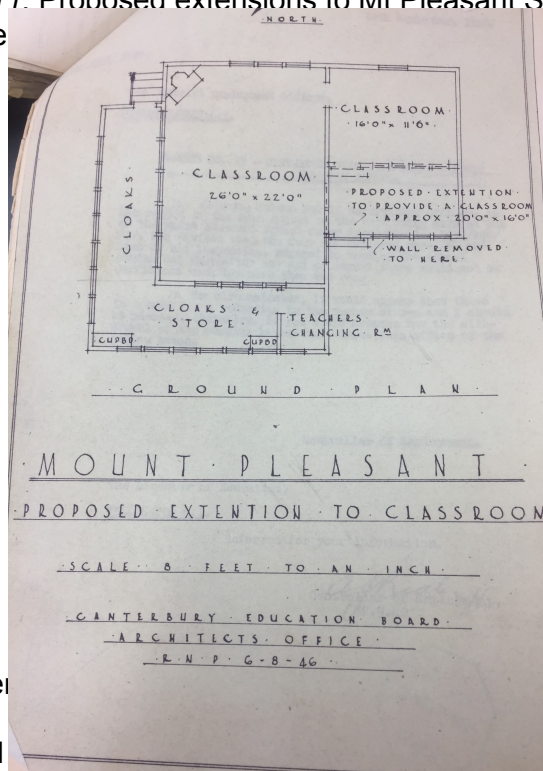 7. Proposed extensions to Mt Pleasant S
· NORTH ·
· CLASSROOM ·
· 16'0" x 11'6" ·
· CLASSROOM ·
26'0" x 22'0"
CLOAKS ·
· PROPOSED · EXTENTION ·
TO PROVIDE · A · CLASSROOM
· APPROX · 20'0" x 16'0"
· WALL REMOVED ·
TO HERE ·
· CLOAKS · &
STORE ·
· TEACHERS
CHANGING RM
· CUPBD ·
CUPBD
· GROUND · PLAN ·
· MOUNT · PLEASANT ·
· PROPOSED · EXTENTION · TO · CLASSROOM
· SCALE · 8 · FEET · TO · AN · INCH ·
· CANTERBURY · EDUCATION · BOARD ·
· ARCHITECTS · OFFICE ·
· R · N · P · 6-8-46 ·